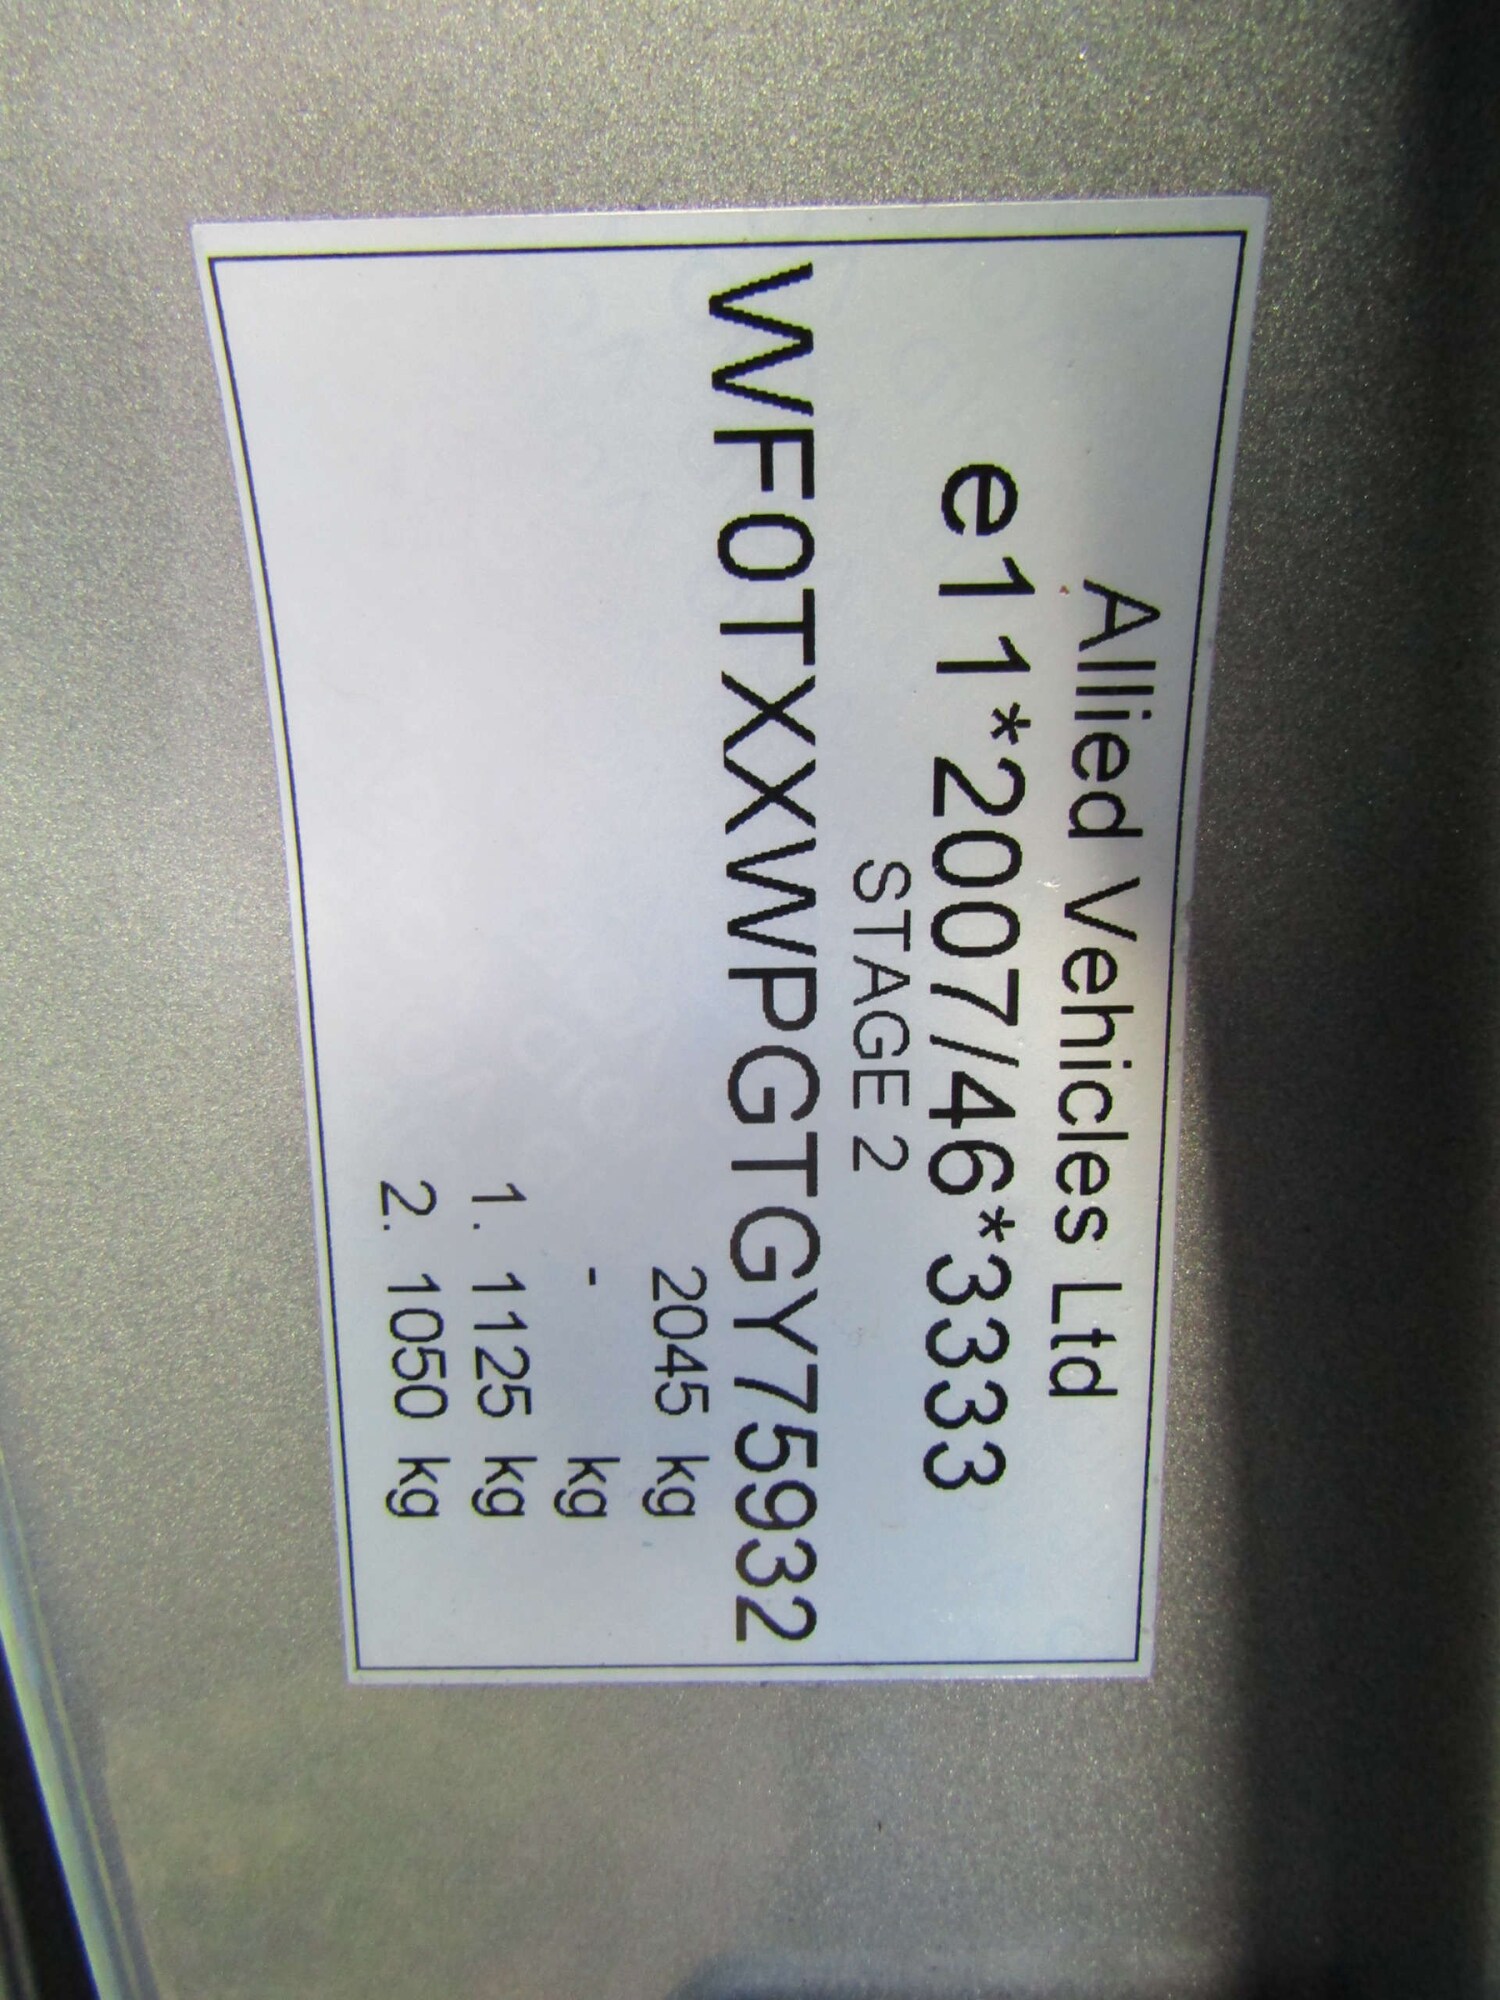 Allied Vehicles Ltd
e11*2007/46*3333
STAGE 2
WF0TXXWPGTGY75932
2045 kg
- kg
1. 1125 kg
2. 1050 kg